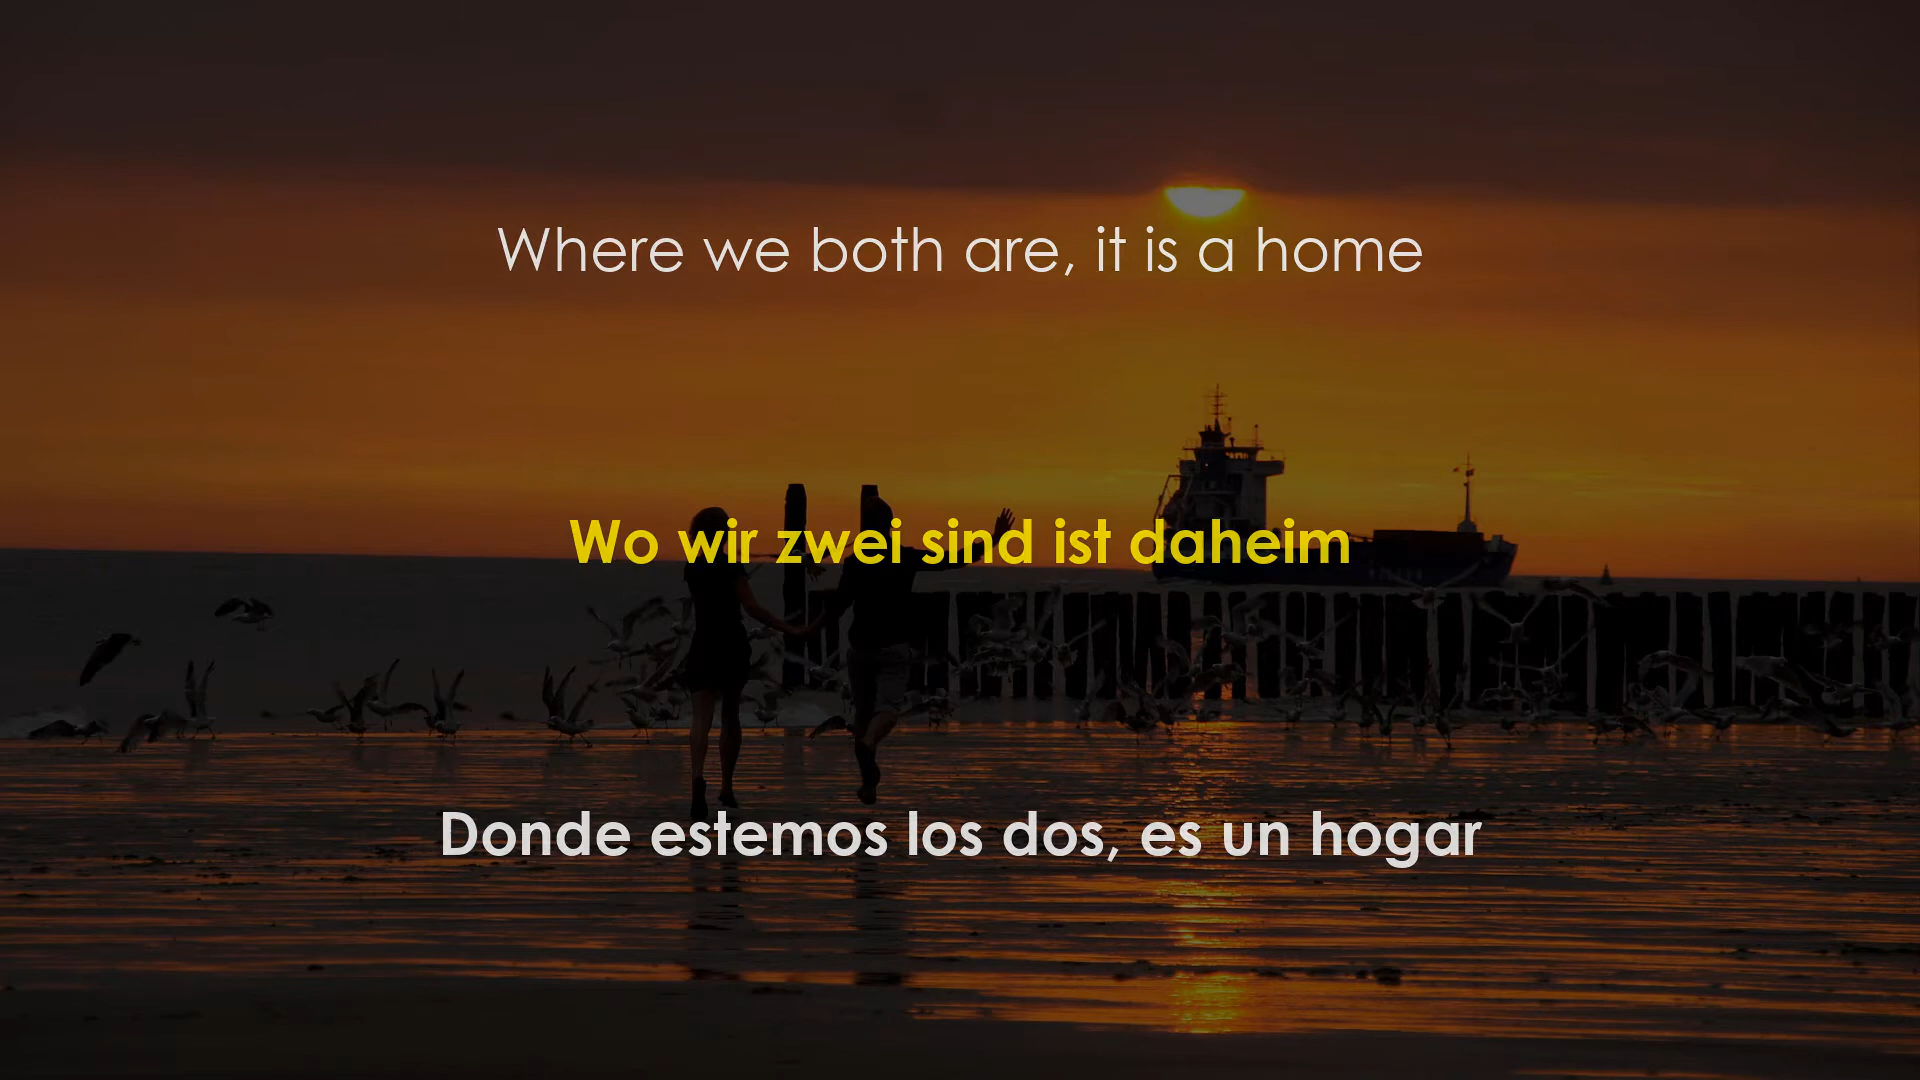 Where we both are, it is a home
Wo wir zwei sind ist daheim
Donde estemos los dos, es un hogar